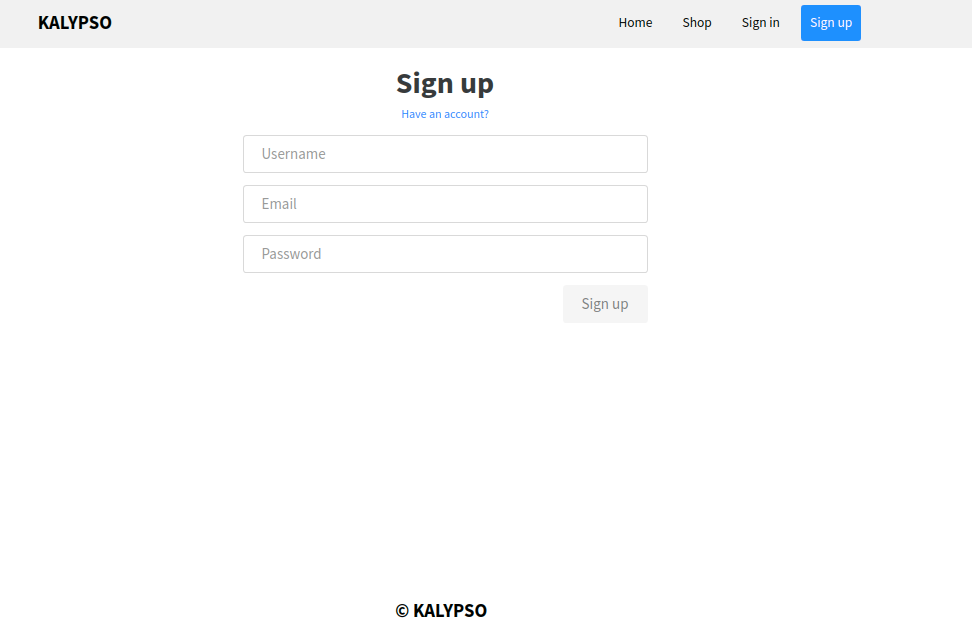 KALYPSO Home Shop Sign in Sign up
Sign up
Have an account?
Username
Email
Password
Sign up
© KALYPSO